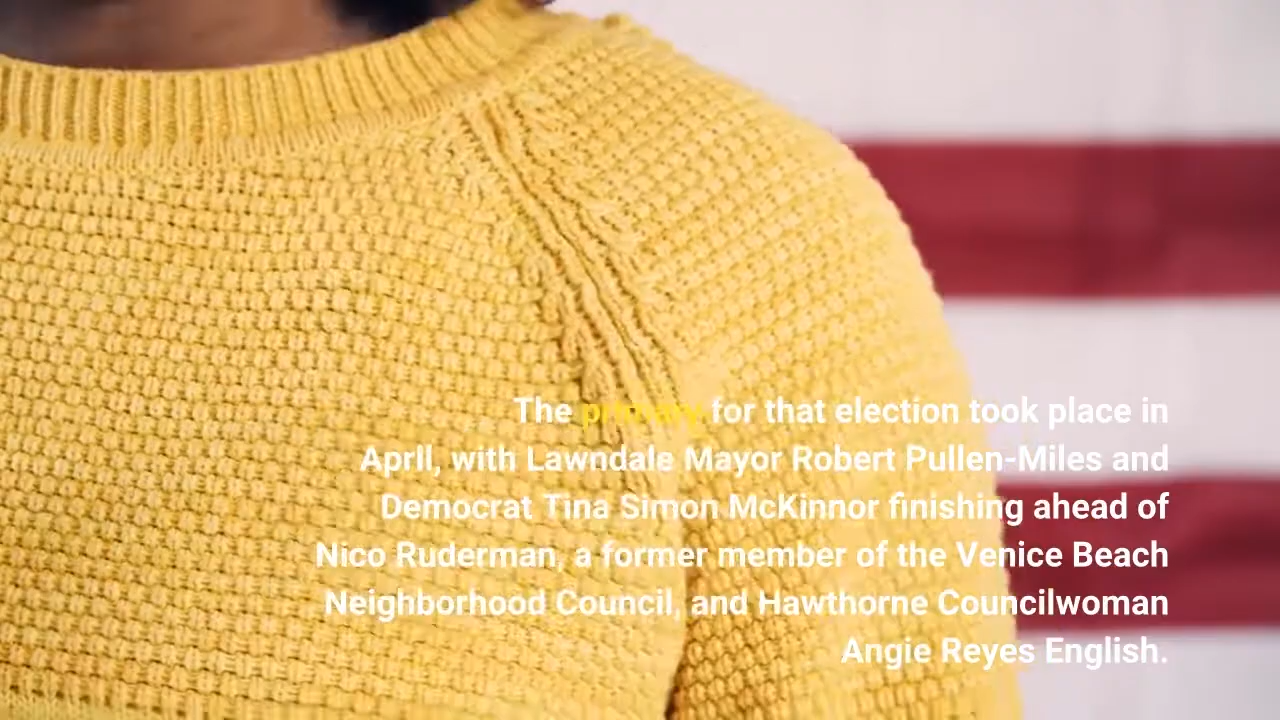 The primary for that election took place in
Aprll, with Lawndale Mayor Robert Pullen-Miles and
Democrat Tina Simon McKinnor finishing ahead of
Nico Ruderman, a former member of the Venice Beach
Neighborhood Council, and Hawthorne Councilwoman
Angie Reyes English.